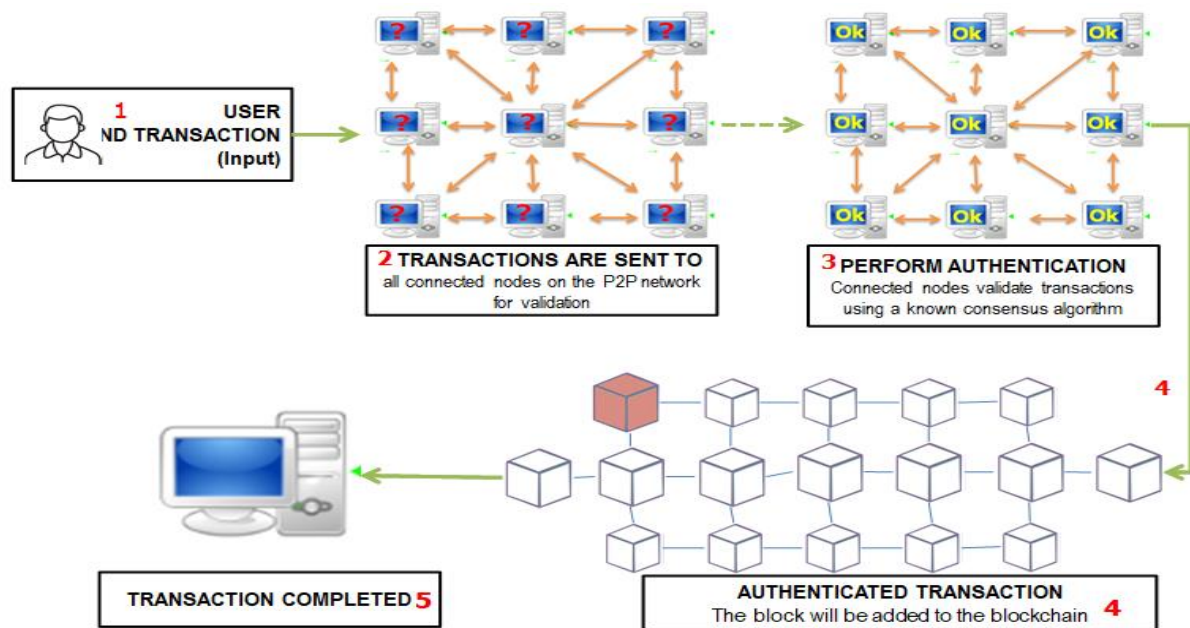 1 USER
ND TRANSACTION
(Input)
? ? ?
? ? ?
? ? ?
2 TRANSACTIONS ARE SENT TO
all connected nodes on the P2P network
for validation
Ok Ok Ok
Ok Ok Ok
Ok Ok Ok
3 PERFORM AUTHENTICATION
Connected nodes validate transactions
using a known consensus algorithm
4
AUTHENTICATED TRANSACTION
The block will be added to the blockchain 4
TRANSACTION COMPLETED 5